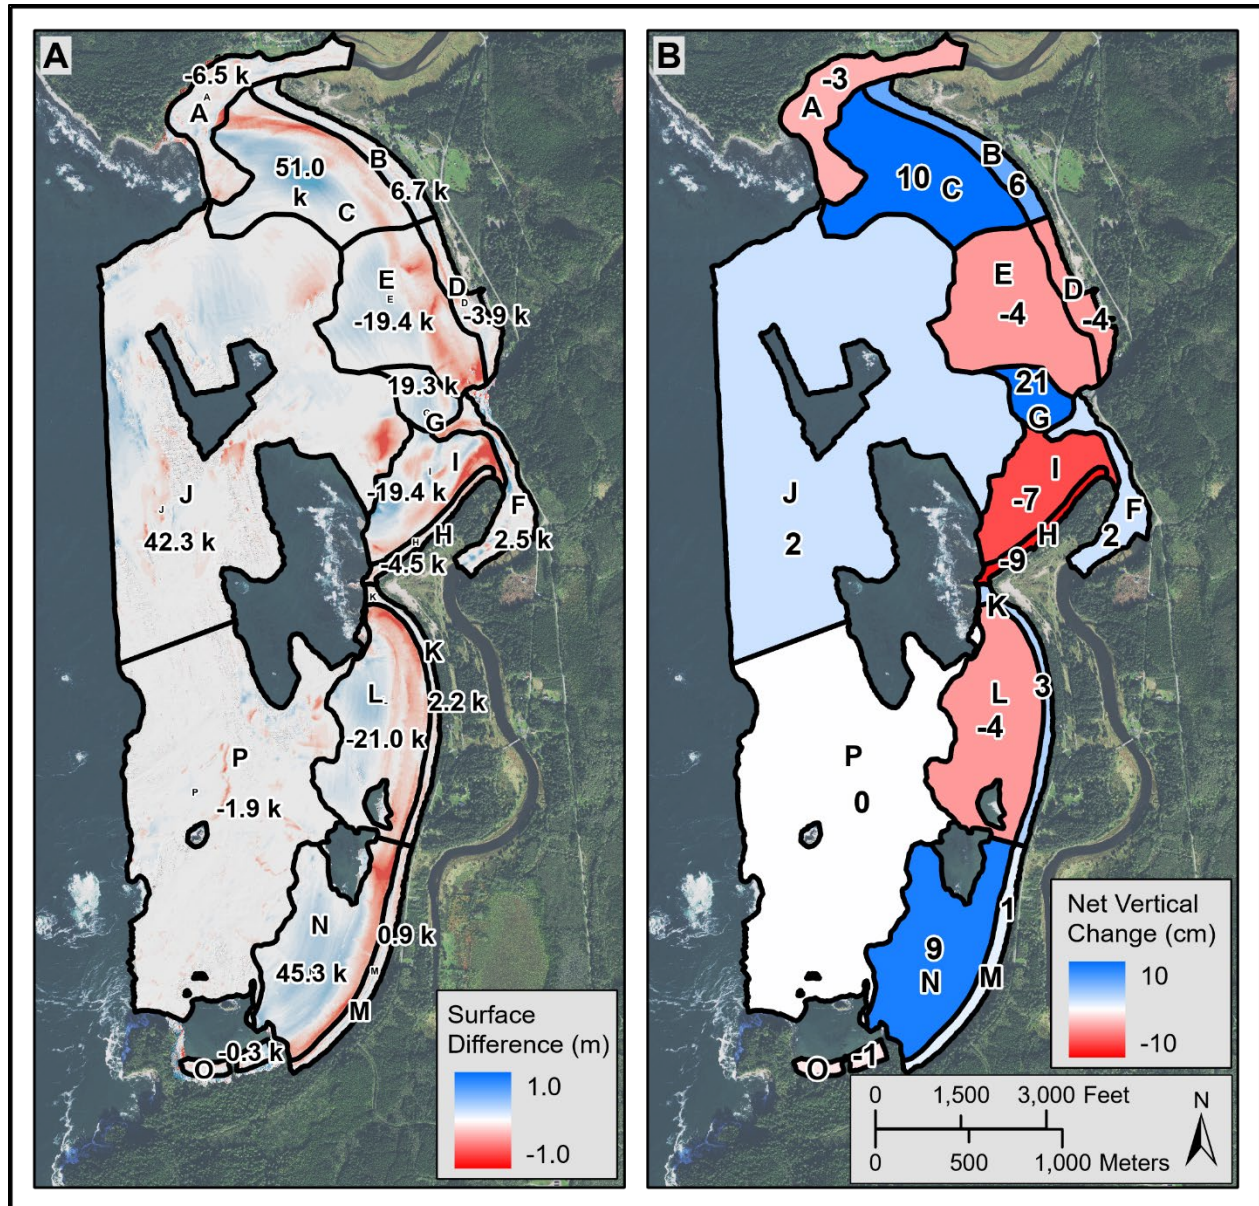 A
-6.5 k
A
A
B
51.0
k
6.7 k
C
E
E
D
D
-3.9 k
-19.4 k
19.3 k
G
I
I
-19.4 k
F
2.5 k
H
H
-4.5 k
J
J
42.3 k
K
K
2.2 k
L
-21.0 k
P
P
-1.9 k
N
45.3 k
0.9 k
M
M
-0.3 k
O
Surface
Difference (m)
1.0
-1.0
B
-3
A
B
10
C
6
E
-4
D
-4
21
G
I
-7
F
2
H
-9
J
2
K
3
L
-4
P
0
1
9
N
M
-1
O
Net Vertical
Change (cm)
10
-10
0 1,500 3,000 Feet
0 500 1,000 Meters
N